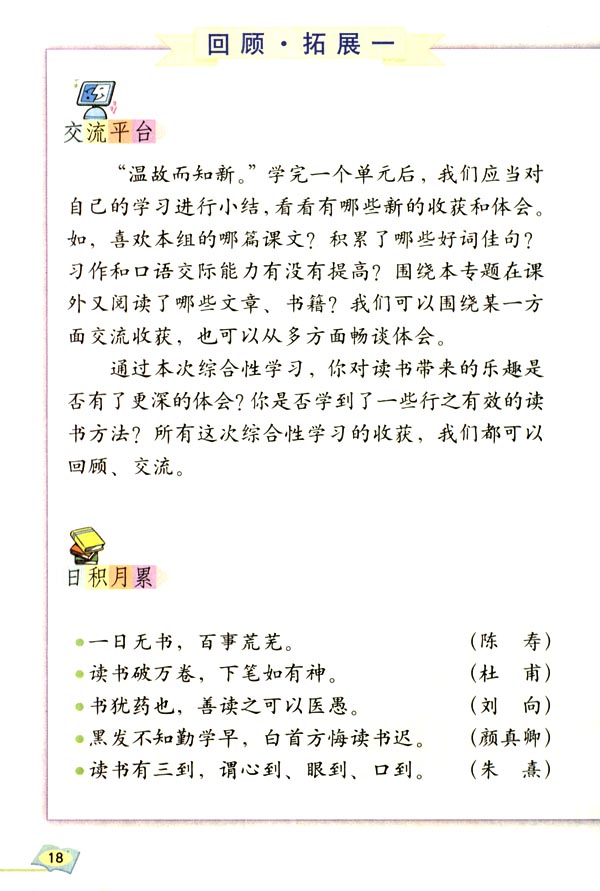 回顾·拓展一
交流平台
“温故而知新。”学完一个单元后，我们应当对
自己的学习进行小结，看看有哪些新的收获和体会。
如，喜欢本组的哪篇课文？积累了哪些好词佳句？
习作和口语交际能力有没有提高？围绕本专题在课
外又阅读了哪些文章、书籍？我们可以围绕某一方
面交流收获，也可以从多方面畅谈体会。
通过本次综合性学习，你对读书带来的乐趣是
否有了更深的体会？你是否学到了一些行之有效的读
书方法？所有这次综合性学习的收获，我们都可以
回顾、交流。
日积月累
一日无书，百事荒芜。（陈 寿）
读书破万卷，下笔如有神。（杜 甫）
书犹药也，善读之可以医愚。（刘 向）
黑发不知勤学早，白首方悔读书迟。（颜真卿）
读书有三到，谓心到、眼到、口到。（朱 熹）
18